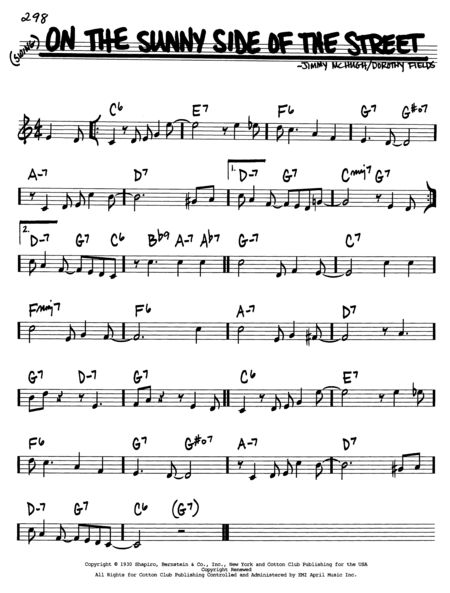 298
(SWING) ON THE SUNNY SIDE OF THE STREET
-JIMMY MCHUGH/DOROTHY FIELDS
C6 E7 F6 G7 G#o7
A-7 D7 1. D-7 G7 Cmaj7 G7
2.
D-7 G7 C6 Bb9 A-7 Ab7 G-7 C7
Fmaj7 F6 A-7 D7
G7 D-7 G7 C6 E7
F6 G7 G#o7 A-7 D7
D-7 G7 C6 (G7)
Copyright © 1930 Shapiro, Bernstein & Co., Inc., New York and Cotton Club Publishing for the USA
Copyright Renewed
All Rights for Cotton Club Publishing Controlled and Administered by EMI April Music Inc.